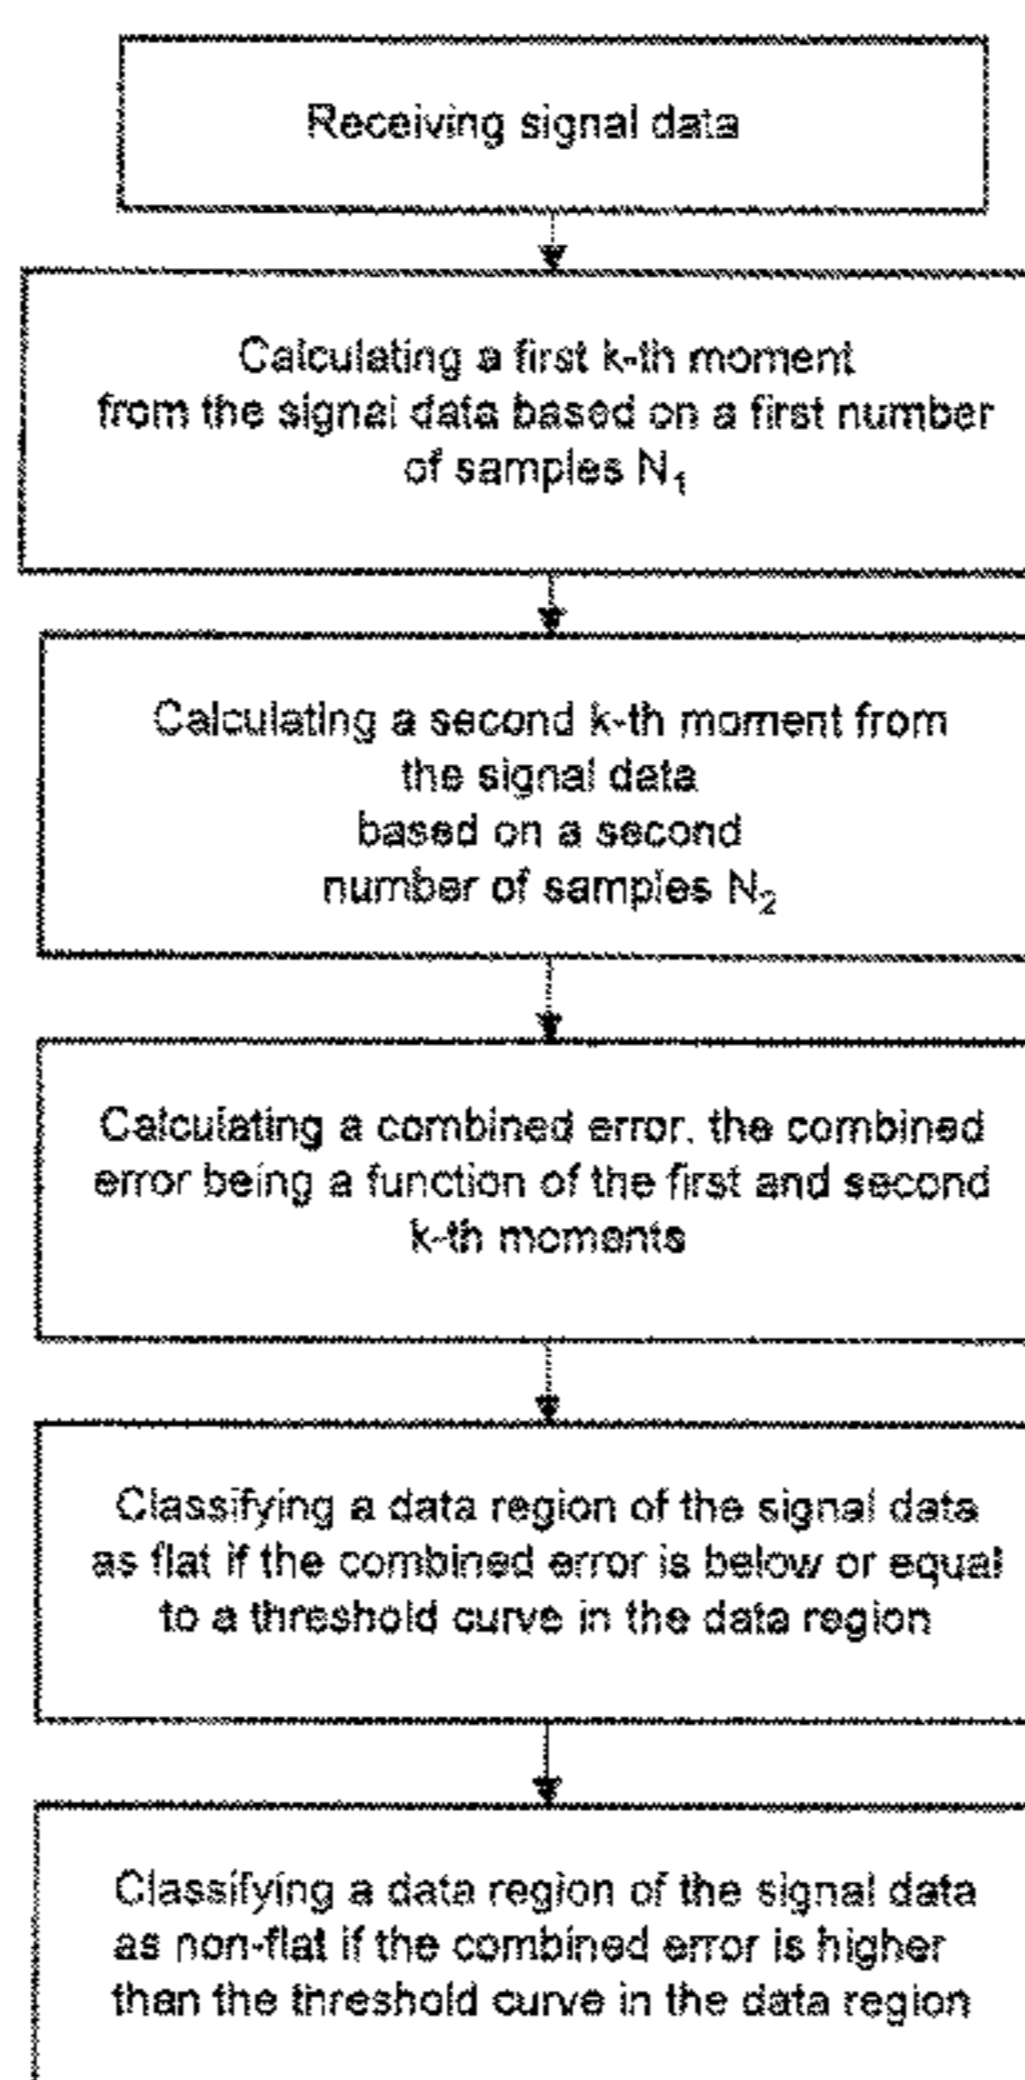 Receiving signal data
Calculating a first k-th moment
from the signal data based on a first number
of samples N₁
Calculating a second k-th moment from
the signal data
based on a second
number of samples N₂
Calculating a combined error, the combined
error being a function of the first and second
k-th moments
Classifying a data region of the signal data
as flat if the combined error is below or equal
to a threshold curve in the data region
Classifying a data region of the signal data
as non-flat if the combined error is higher
than the threshold curve in the data region